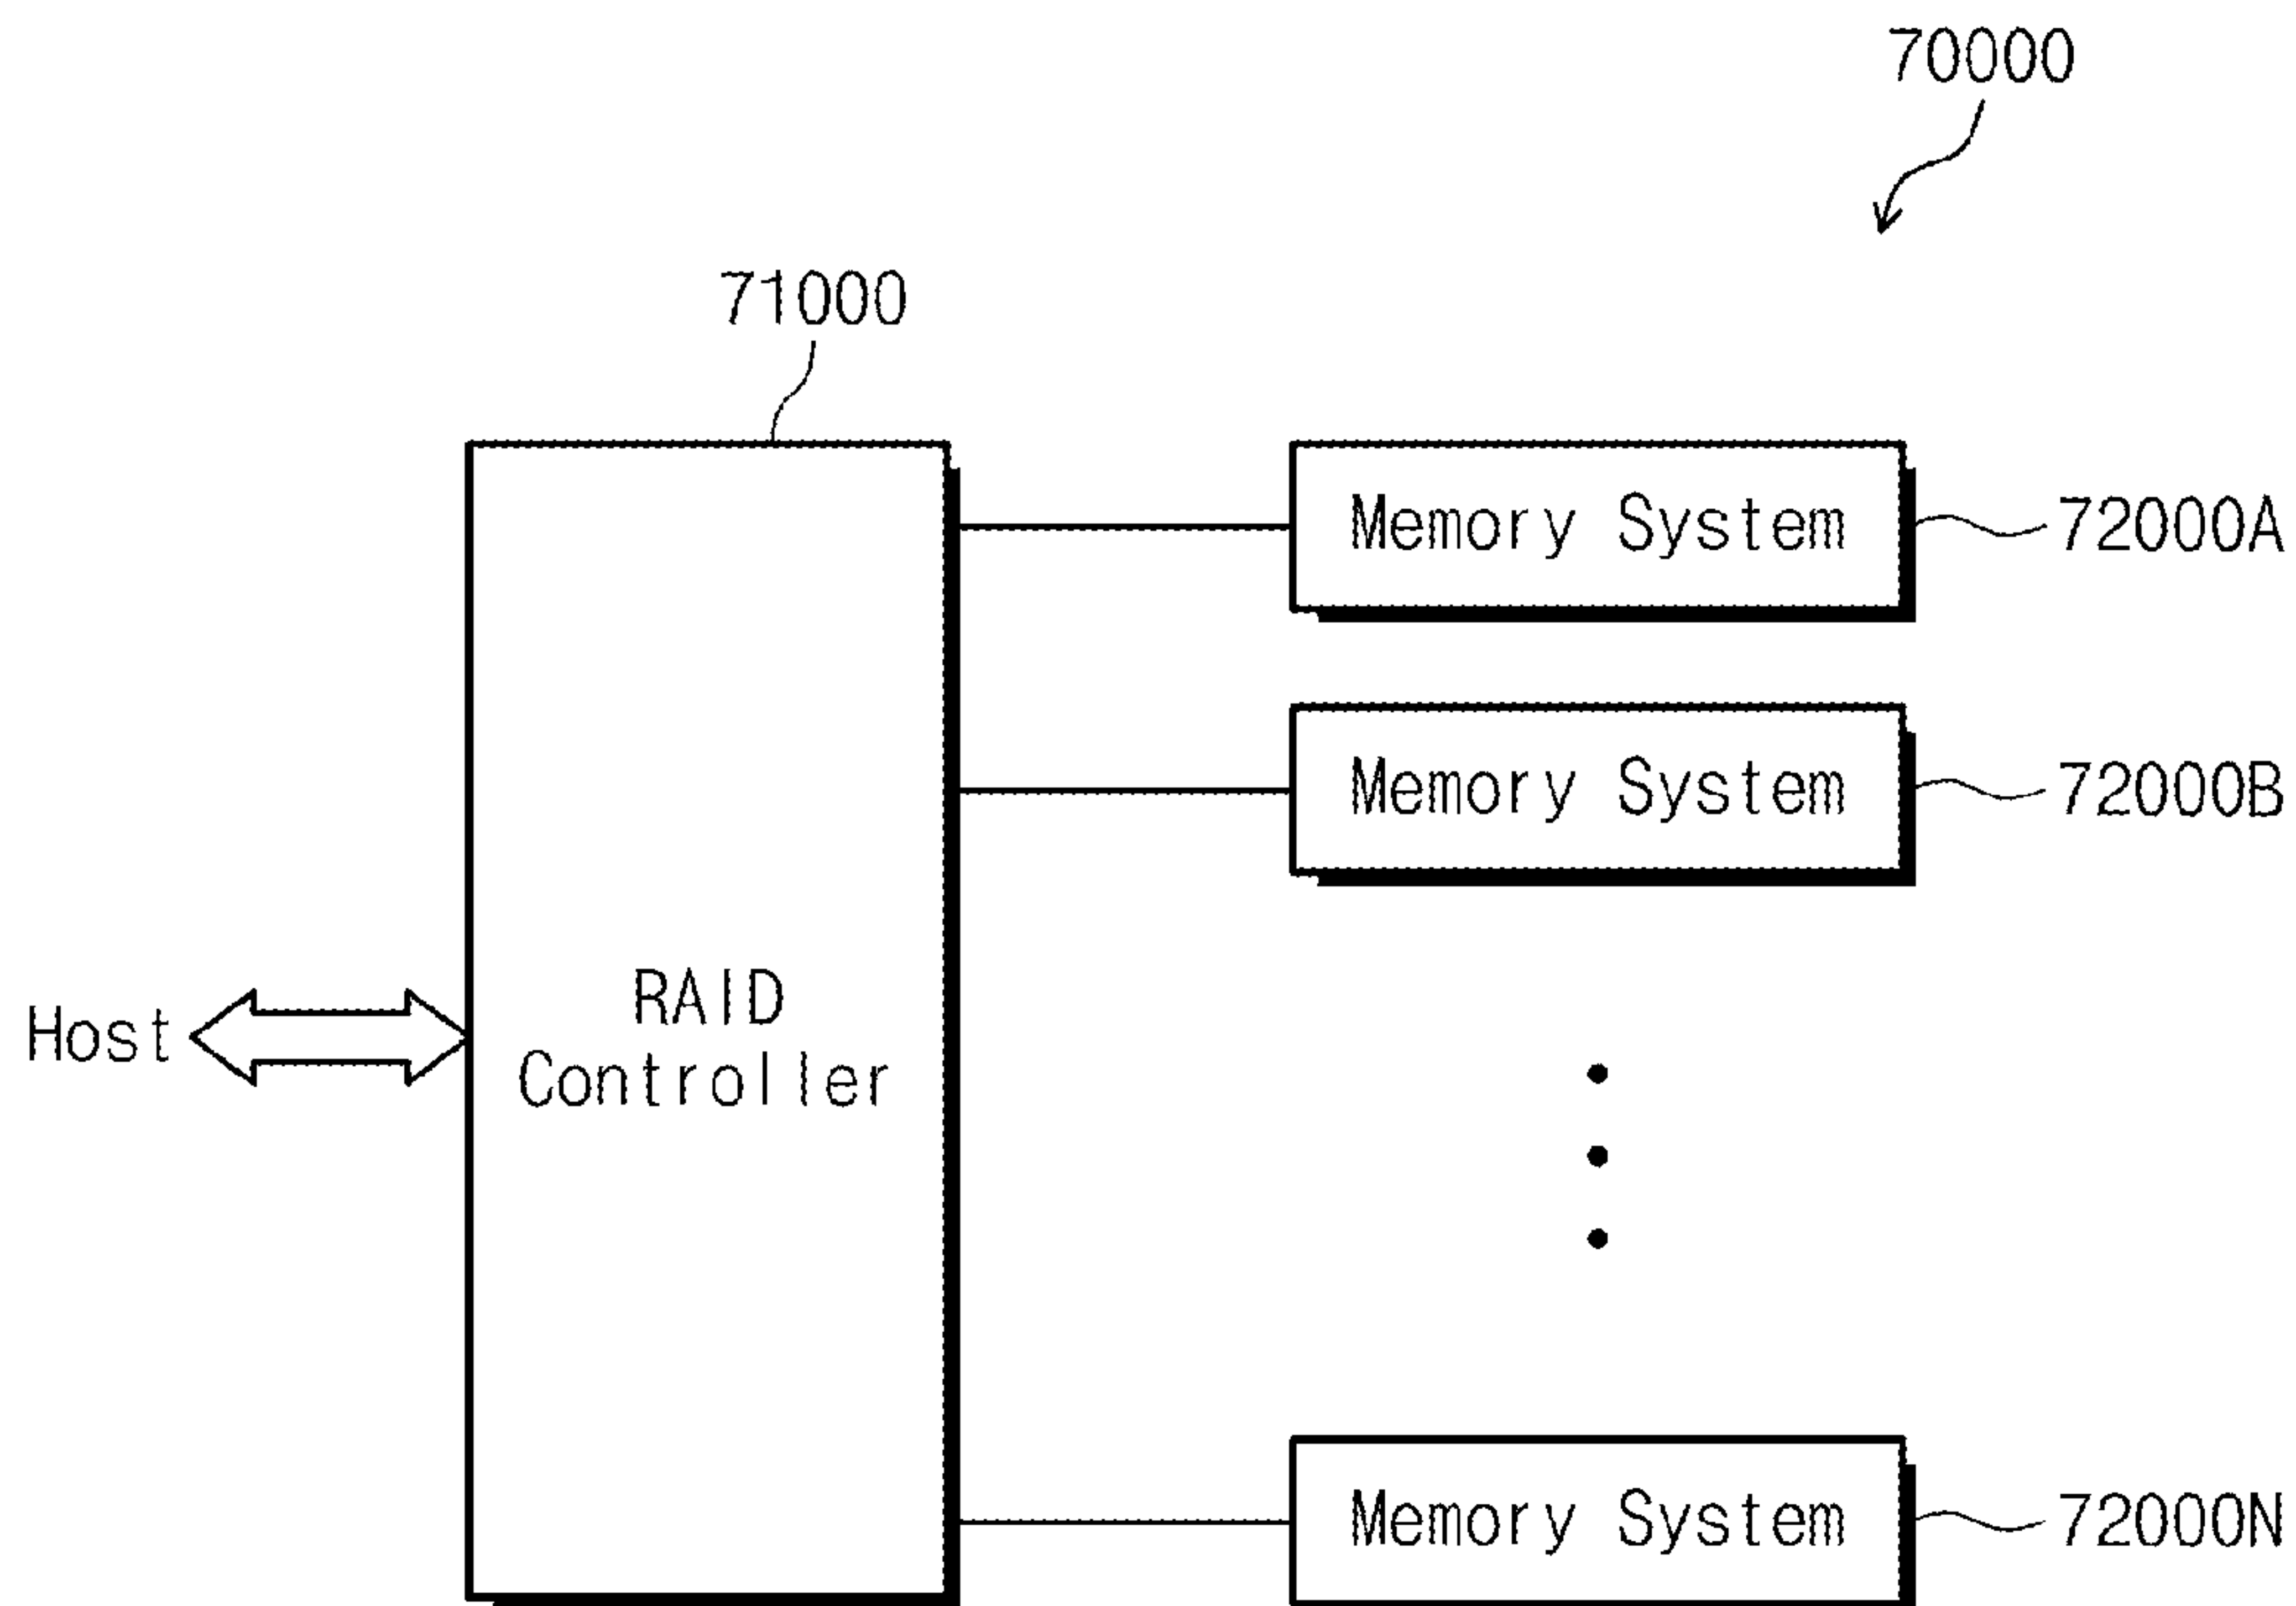 70000
71000
Memory System
72000A
Memory System
72000B
Host
RAID
Controller
Memory System
72000N